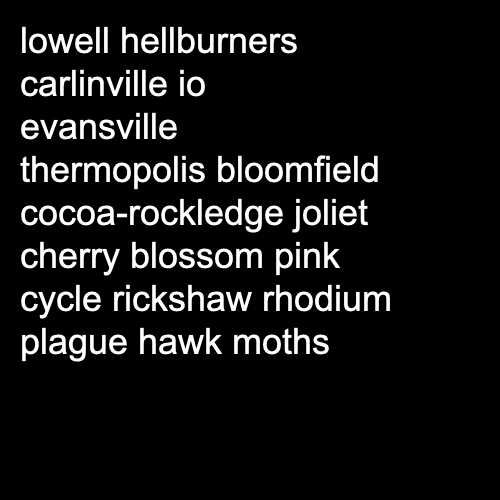 lowell hellburners
carlinville io
evansville
thermopolis bloomfield
cocoa-rockledge joliet
cherry blossom pink
cycle rickshaw rhodium
plague hawk moths